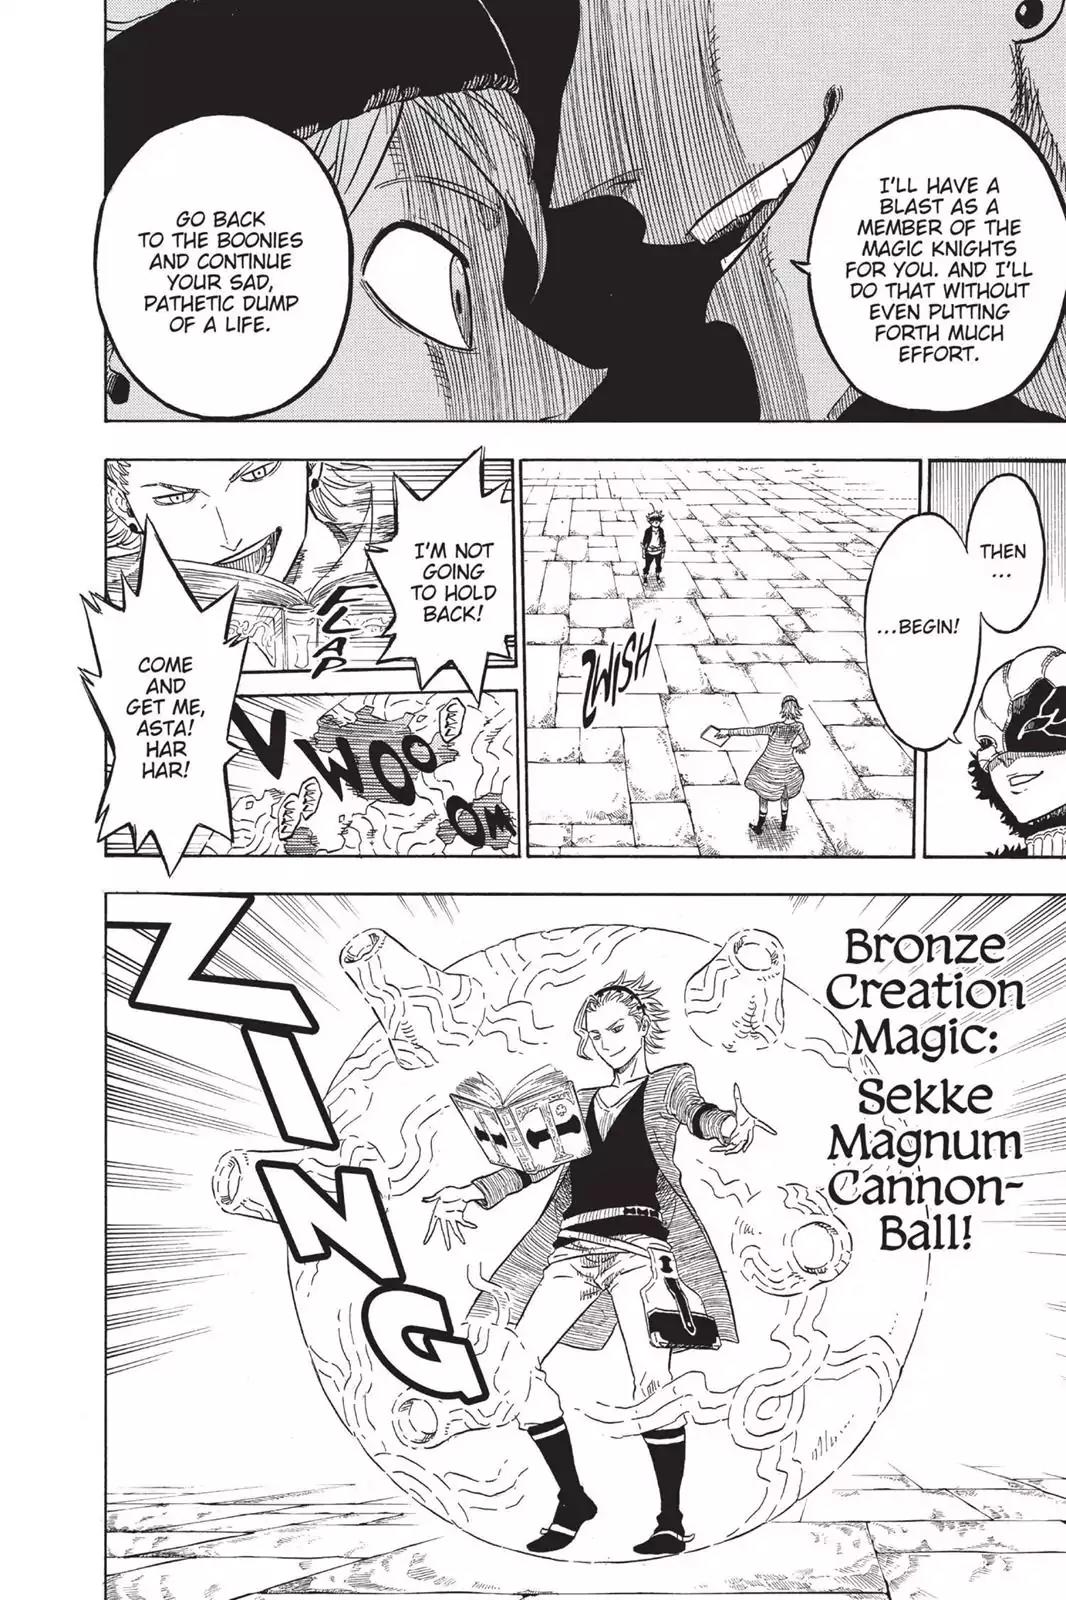 I'LL HAVE A
BLAST AS A
MEMBER OF THE
MAGIC KNIGHTS
FOR YOU. AND I'LL
DO THAT WITHOUT
EVEN PUTTING
FORTH MUCH
EFFORT.
GO BACK
TO THE BOONIES
AND CONTINUE
YOUR SAD,
PATHETIC DUMP
OF A LIFE.
THEN
...
...BEGIN!
ZWISH
I'M NOT
GOING
TO HOLD
BACK!
FLAP
COME
AND
GET ME,
ASTA!
HAR
HAR!
VWOOOOM
Bronze
Creation
Magic:
Sekke
Magnum
Cannon-
Ball!
ZING